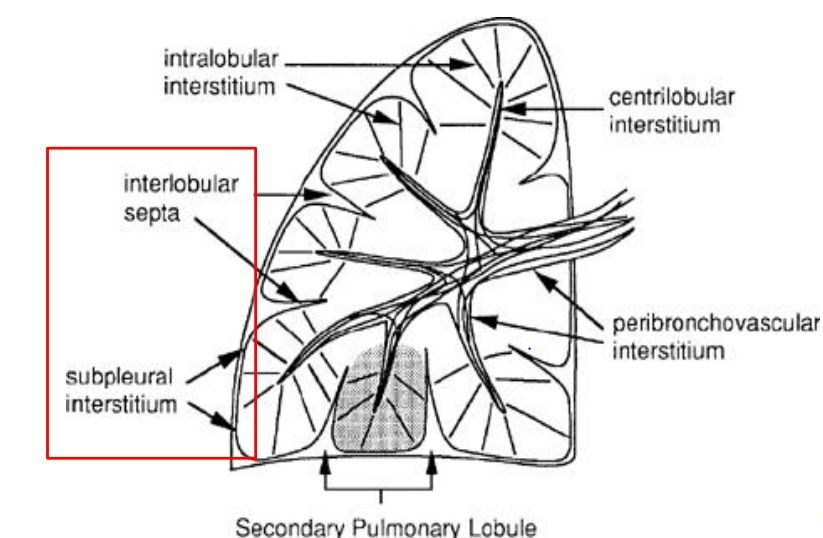 intralobular
interstitium
centrilobular
interstitium
interlobular
septa
peribronchovascular
interstitium
subpleural
interstitium
Secondary Pulmonary Lobule